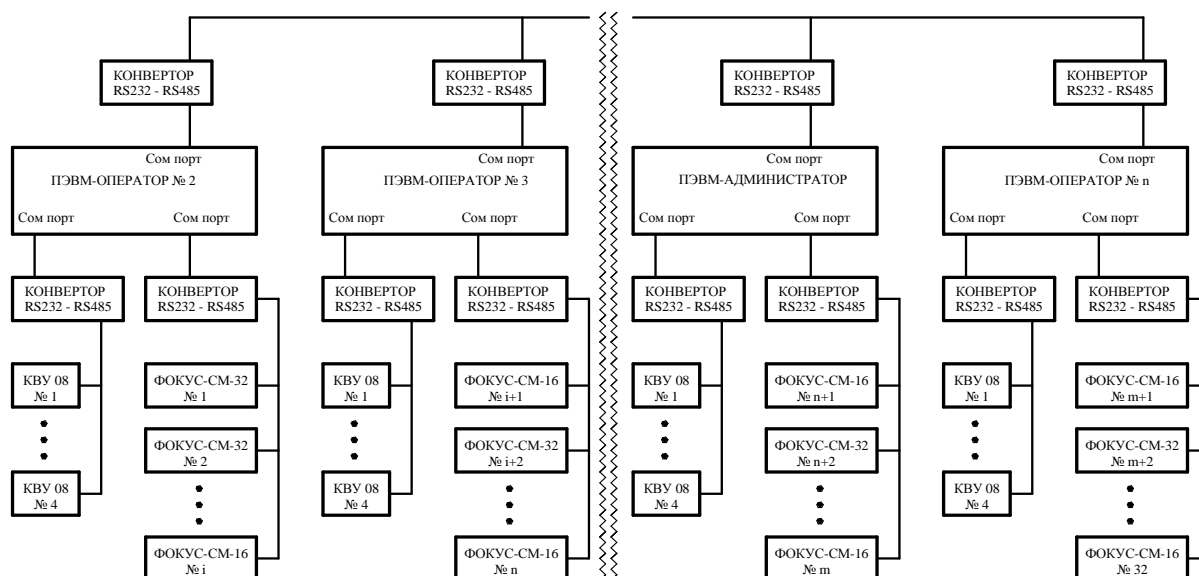 КОНВЕРТОР
RS232 - RS485
КОНВЕРТОР
RS232 - RS485
КОНВЕРТОР
RS232 - RS485
КОНВЕРТОР
RS232 - RS485
Сом порт
ПЭВМ-ОПЕРАТОР № 2
Сом порт
Сом порт
Сом порт
ПЭВМ-ОПЕРАТОР № 3
Сом порт
Сом порт
Сом порт
ПЭВМ-АДМИНИСТРАТОР
Сом порт
Сом порт
Сом порт
ПЭВМ-ОПЕРАТОР № n
Сом порт
Сом порт
КОНВЕРТОР
RS232 - RS485
КОНВЕРТОР
RS232 - RS485
КОНВЕРТОР
RS232 - RS485
КОНВЕРТОР
RS232 - RS485
КОНВЕРТОР
RS232 - RS485
КОНВЕРТОР
RS232 - RS485
КОНВЕРТОР
RS232 - RS485
КОНВЕРТОР
RS232 - RS485
КВУ 08
№ 1
ФОКУС-СМ-32
№ 1
КВУ 08
№ 1
ФОКУС-СМ-16
№ i+1
КВУ 08
№ 1
ФОКУС-СМ-16
№ n+1
КВУ 08
№ 1
ФОКУС-СМ-16
№ m+1
ФОКУС-СМ-32
№ 2
ФОКУС-СМ-32
№ i+2
ФОКУС-СМ-32
№ n+2
ФОКУС-СМ-32
№ m+2
КВУ 08
№ 4
КВУ 08
№ 4
КВУ 08
№ 4
КВУ 08
№ 4
ФОКУС-СМ-16
№ i
ФОКУС-СМ-16
№ n
ФОКУС-СМ-16
№ m
ФОКУС-СМ-16
№ 32